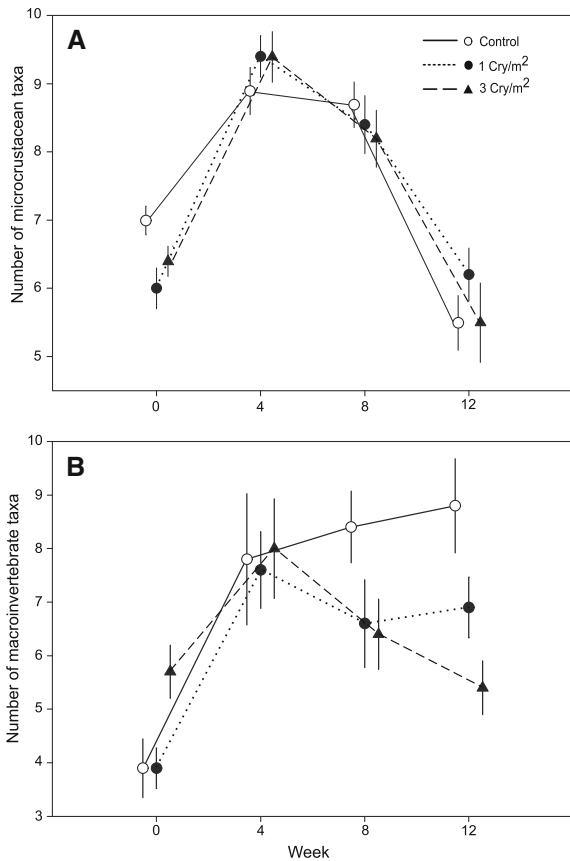 10
A
Control
1 Cry/m2
3 Cry/m2
9
8
7
6
5
Number of microcrustacean taxa
0 4 8 12
10
B
9
8
7
6
5
4
3
Number of macroinvertebrate taxa
0 4 8 12
Week